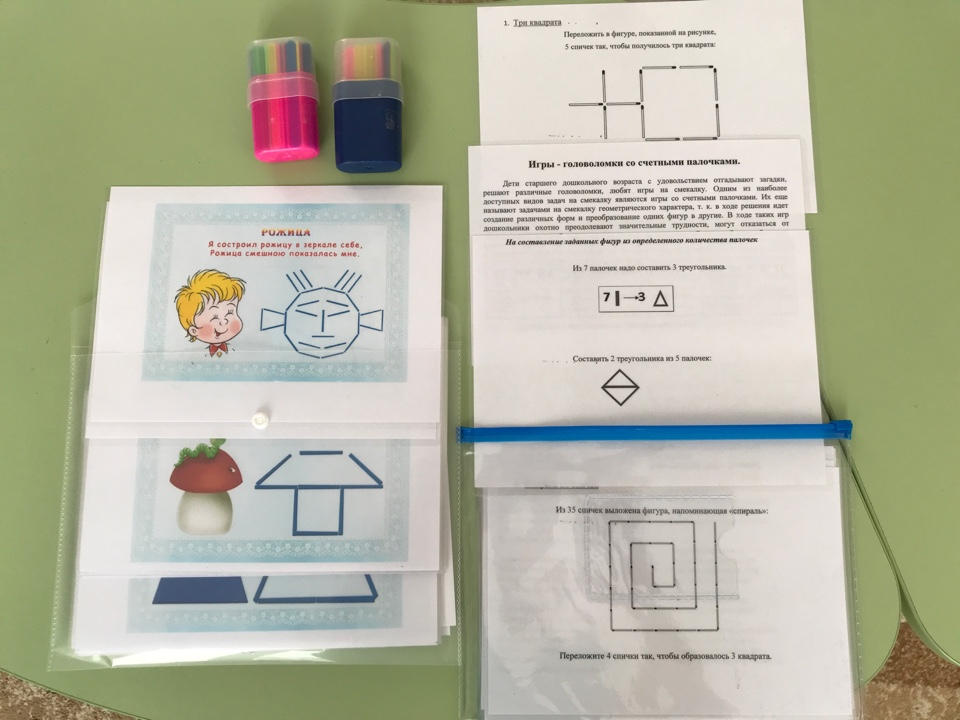 РОЖИЦА
Я состроил рожицу в зеркале себе,
Рожица смешною показалась мне.
1. Три квадрата
Переложить в фигуре, показанной на рисунке,
5 спичек так, чтобы получилось три квадрата:
Игры - головоломки со счетными палочками.
Дети старшего дошкольного возраста с удовольствием отгадывают загадки,
решают различные головоломки, любят игры на смекалку. Одним из наиболее
доступных видов задач на смекалку являются игры со счетными палочками. Их еще
называют задачами на смекалку геометрического характера, т. к. в ходе решения идет
создание различных форм и преобразование одних фигур в другие. В ходе таких игр
дошкольники охотно преодолевают значительные трудности, могут отказаться от
На составление заданных фигур из определенного количества палочек
Из 7 палочек надо составить 3 треугольника.
7 → 3
Составить 2 треугольника из 5 палочек:
Из 35 спичек выложена фигура, напоминающая «спираль»:
Переложите 4 спички так, чтобы образовалось 3 квадрата.